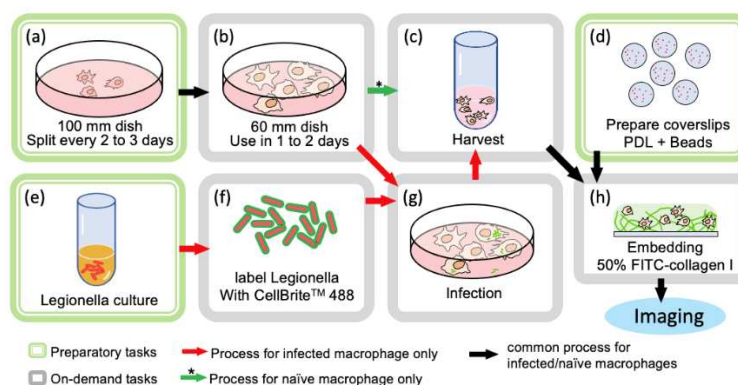 (a)
100 mm dish
Split every 2 to 3 days
(b)
60 mm dish
Use in 1 to 2 days
*
(c)
Harvest
(d)
Prepare coverslips
PDL + Beads
(e)
Legionella culture
(f)
label Legionella
With CellBrite™ 488
(g)
Infection
(h)
Embedding
50% FITC-collagen I
Imaging
Preparatory tasks
On-demand tasks
Process for infected macrophage only
* Process for naïve macrophage only
common process for
infected/naïve macrophages